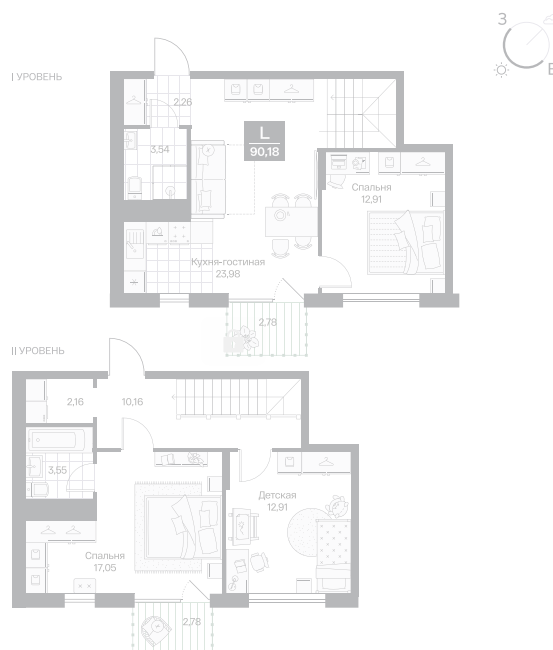 З
В
I УРОВЕНЬ
2,26
3,54
L
90,18
Спальня
12,91
Кухня-гостиная
23,98
2,78
II УРОВЕНЬ
2,16
10,16
3,55
Детская
12,91
Спальня
17,05
2,78